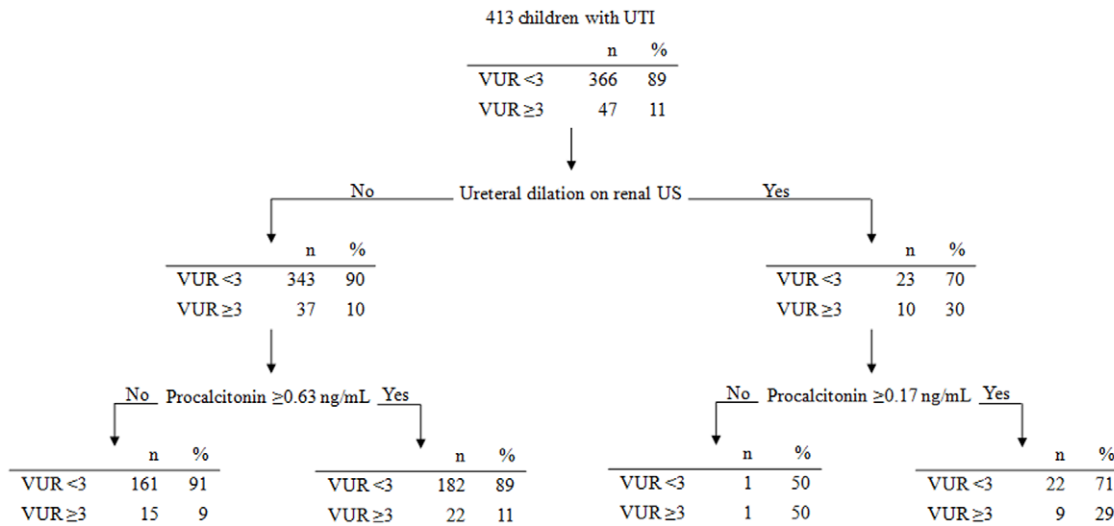 413 children with UTI
n %
VUR <3 366 89
VUR ≥3 47 11
No Ureteral dilation on renal US Yes
n %
VUR <3 343 90
VUR ≥3 37 10
n %
VUR <3 23 70
VUR ≥3 10 30
No Procalcitonin ≥0.63 ng/mL Yes
No Procalcitonin ≥0.17 ng/mL Yes
n %
VUR <3 161 91
VUR ≥3 15 9
n %
VUR <3 182 89
VUR ≥3 22 11
n %
VUR <3 1 50
VUR ≥3 1 50
n %
VUR <3 22 71
VUR ≥3 9 29